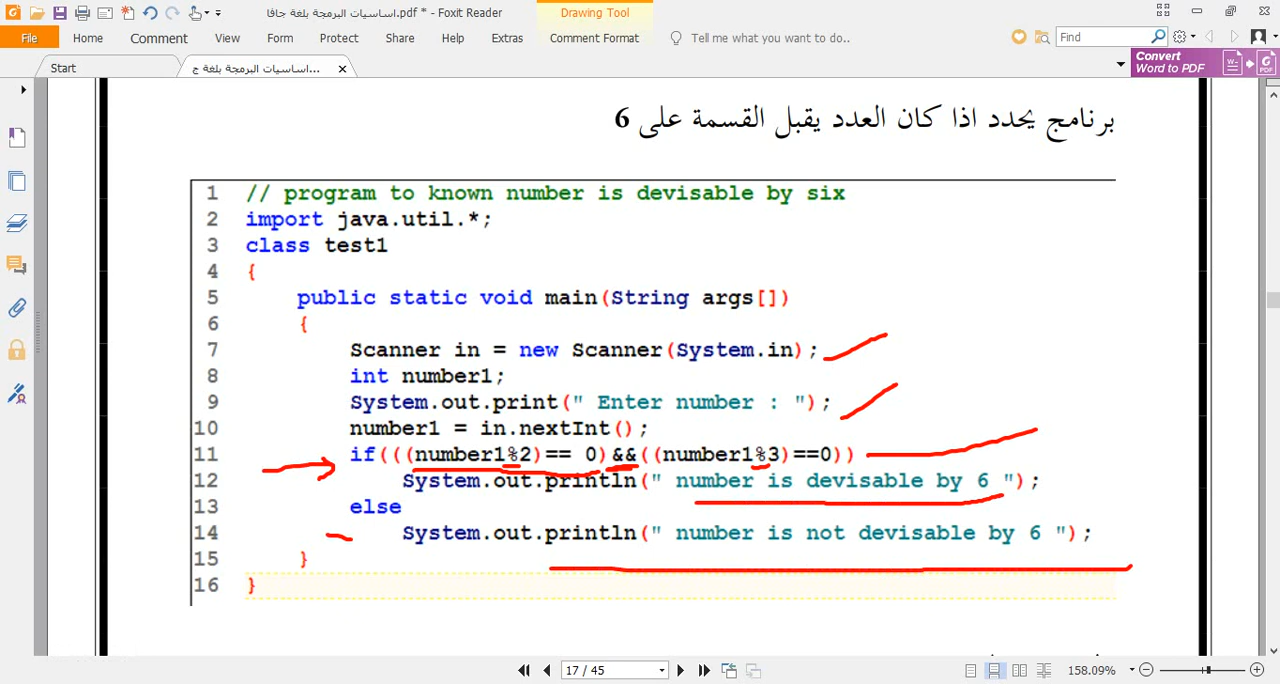 اساسيات البرمجة بلغة جافا.pdf * - Foxit Reader
Drawing Tool
File Home Comment View Form Protect Share Help Extras Comment Format Tell me what you want to do.. Find
Start
اساسيات البرمجة بلغة ج...
Convert
Word to PDF
برنامج يحدد اذا كان العدد يقبل القسمة على 6
1 // program to known number is devisable by six
2 import java.util.*;
3 class test1
4 {
5 public static void main(String args[])
6 {
7 Scanner in = new Scanner(System.in);
8 int number1;
9 System.out.print(" Enter number : ");
10 number1 = in.nextInt();
11 if(((number1%2)== 0)&&((number1%3)==0))
12 System.out.println(" number is devisable by 6 ");
13 else
14 System.out.println(" number is not devisable by 6 ");
15 }
16 }
17 / 45
158.09%